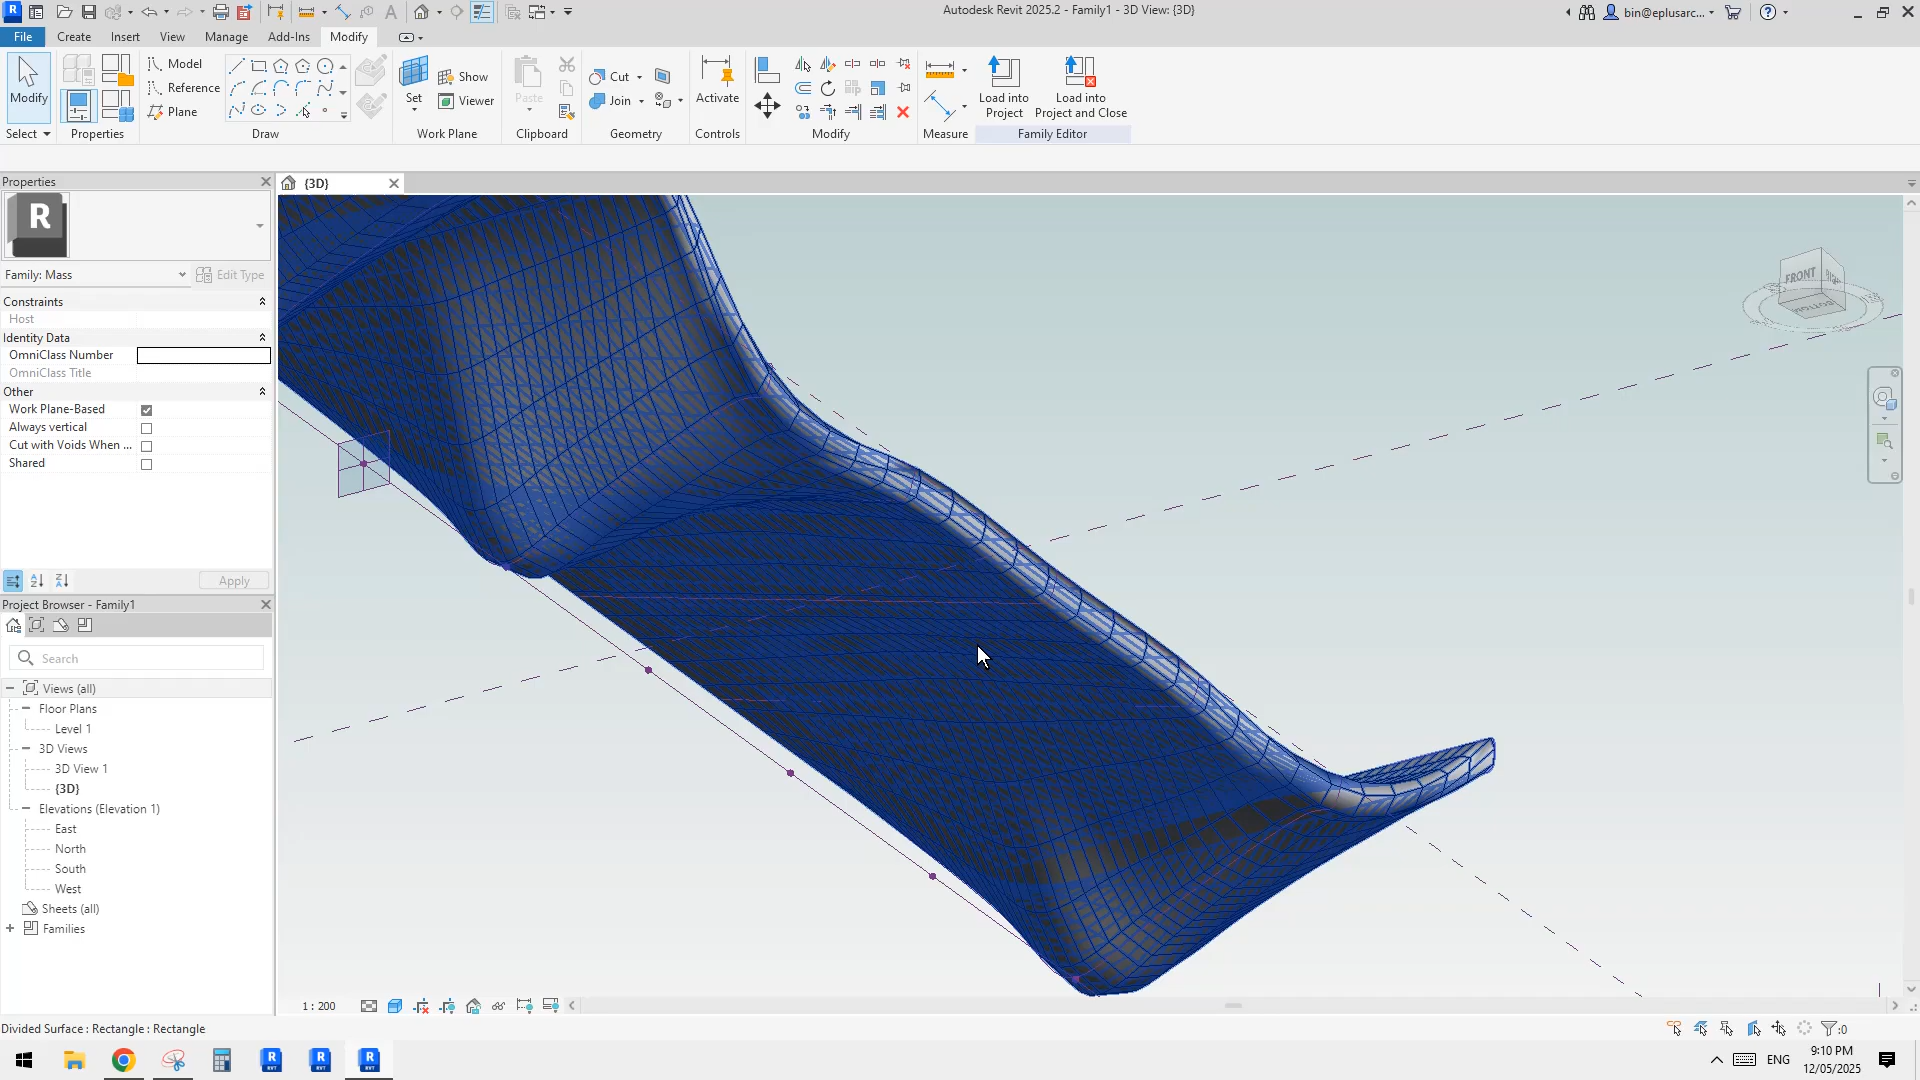 Autodesk Revit 2025.2 - Family1 - 3D View: {3D}
bin@eplusarc...
File
Create
Insert
View
Manage
Add-Ins
Modify
Modify
Select
Properties
Model
Reference
Plane
Draw
Set
Show
Viewer
Work Plane
Paste
Clipboard
Cut
Join
Geometry
Activate
Controls
Modify
Measure
Load into
Project
Load into
Project and Close
Family Editor
Properties
{3D}
R
Family: Mass
Edit Type
Constraints
Host
Identity Data
OmniClass Number
OmniClass Title
Other
Work Plane-Based
Always vertical
Cut with Voids When ...
Shared
Apply
Project Browser - Family1
Search
Views (all)
Floor Plans
Level 1
3D Views
3D View 1
{3D}
Elevations (Elevation 1)
East
North
South
West
Sheets (all)
Families
FRONT
BOTTOM
1 : 200
Divided Surface : Rectangle : Rectangle
:0
ENG
9:10 PM
12/05/2025